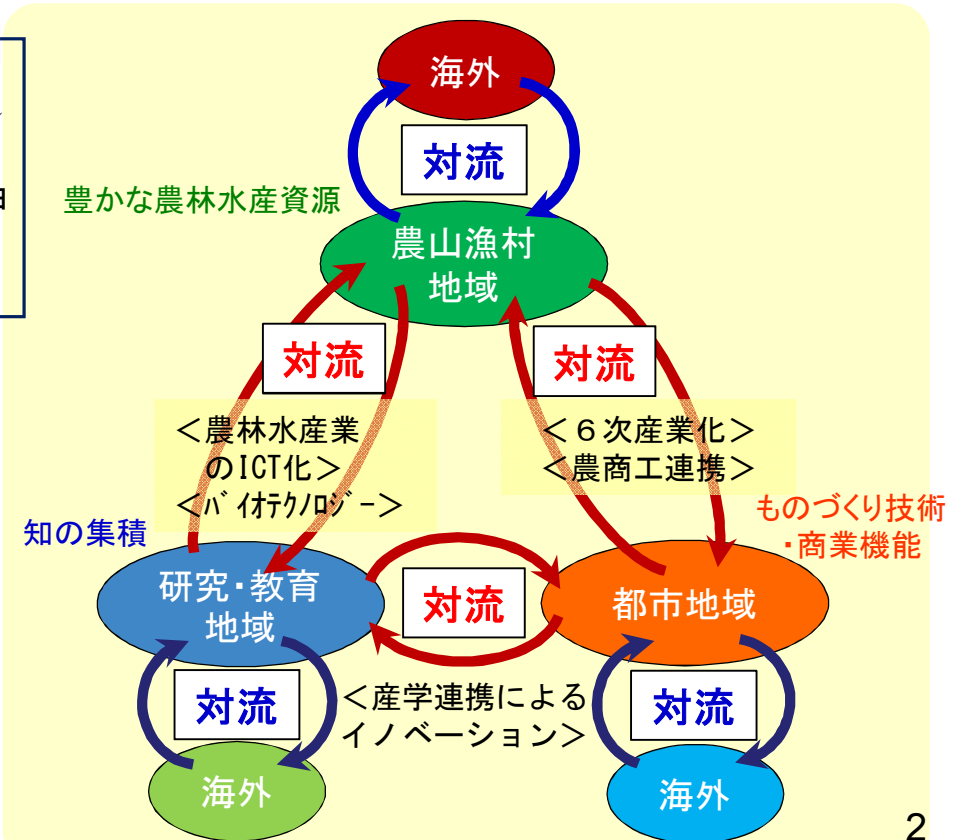 海外
対流
豊かな農林水産資源
農山漁村
地域
対流
対流
＜農林水産業
のICT化＞
＜ﾊﾞｲｵﾃｸﾉﾛｼﾞｰ＞
＜６次産業化＞
＜農商工連携＞
知の集積
ものづくり技術
・商業機能
研究・教育
地域
対流
都市地域
対流
＜産学連携による
イノベーション＞
対流
海外
海外
2